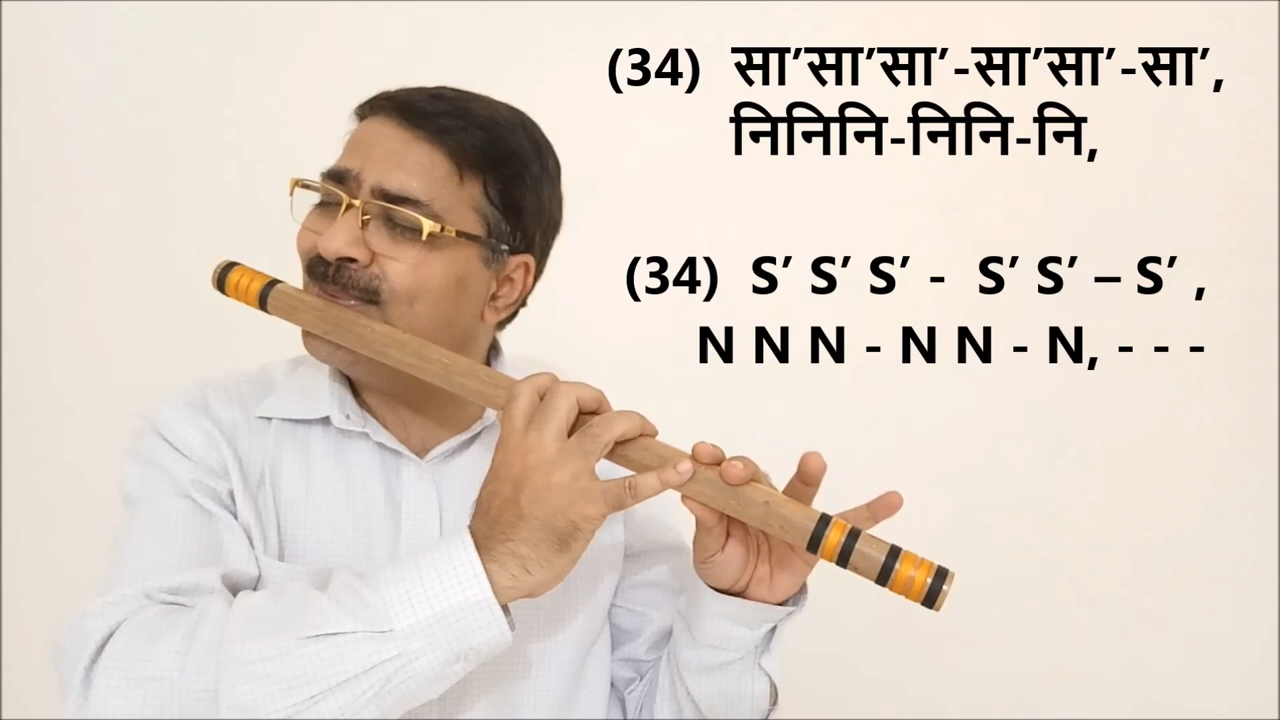 (34) सा’सा’सा’-सा’सा’-सा’,
निनिनि-निनि-नि,
(34) S’ S’ S’ - S’ S’ – S’ ,
N N N - N N - N, - - -